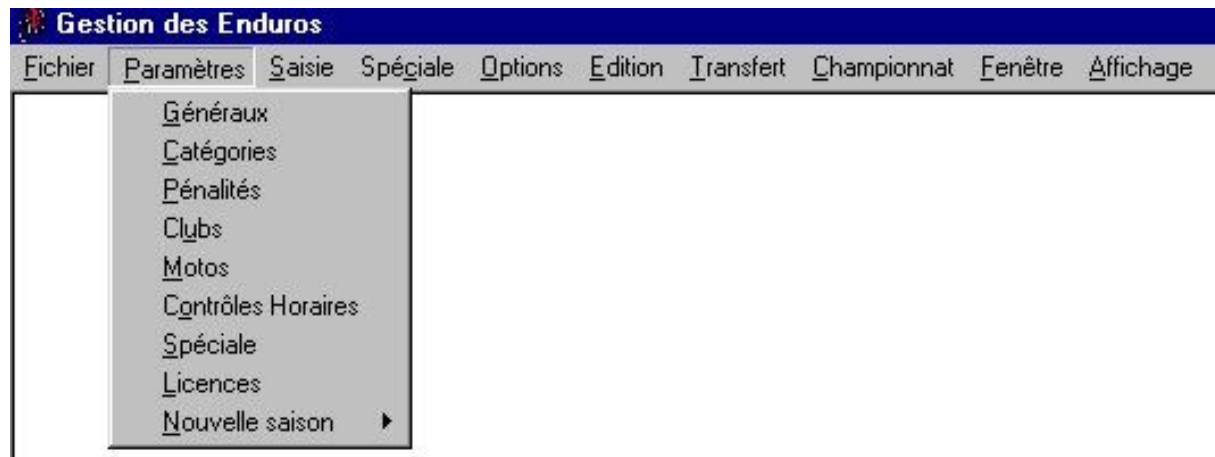 Gestion des Enduros
Fichier Paramètres Saisie Spéciale Options Edition Transfert Championnat Fenêtre Affichage
Généraux
Catégories
Pénalités
Clubs
Motos
Contrôles Horaires
Spéciale
Licences
Nouvelle saison